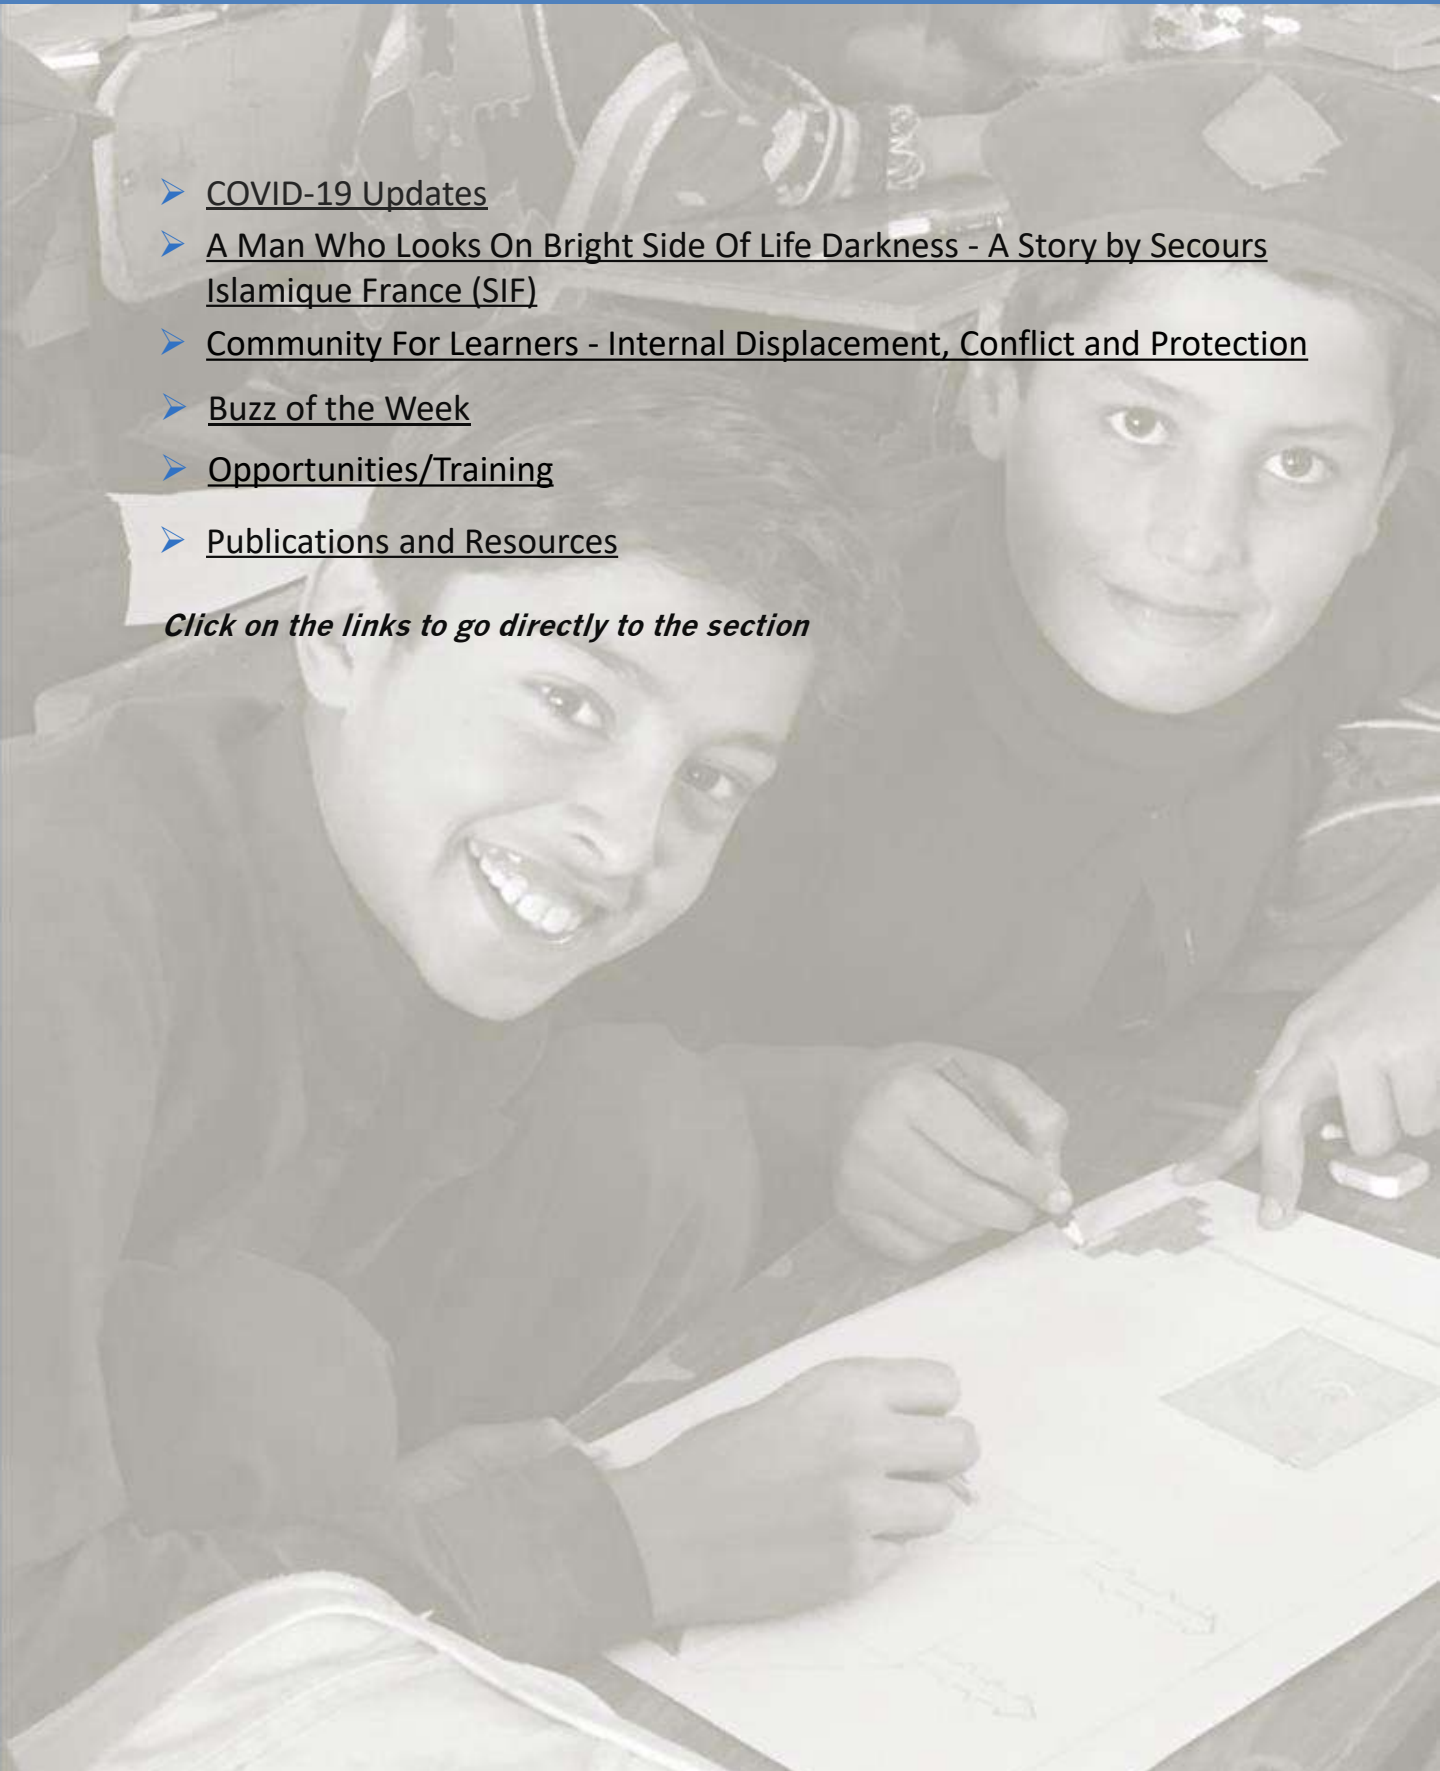 COVID-19 Updates
A Man Who Looks On Bright Side Of Life Darkness - A Story by Secours
Islamique France (SIF)
Community For Learners - Internal Displacement, Conflict and Protection
Buzz of the Week
Opportunities/Training
Publications and Resources
Click on the links to go directly to the section